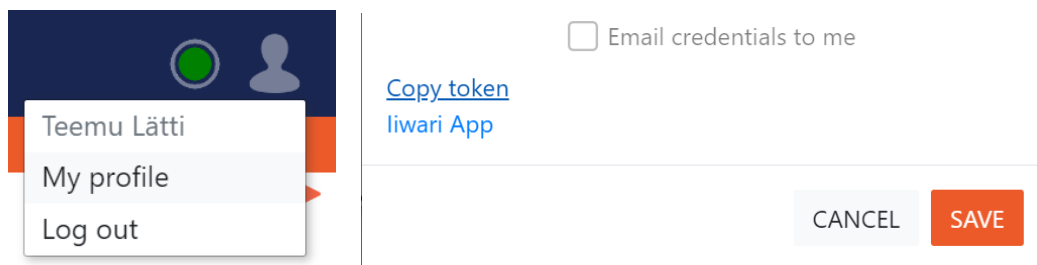 Teemu Lätti
My profile
Log out
Email credentials to me
Copy token
Iiwari App
CANCEL
SAVE